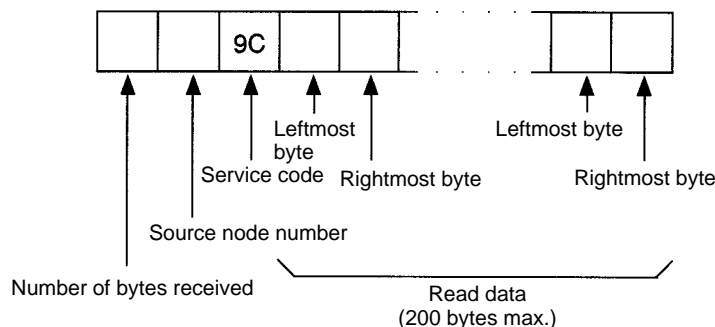 9C
Leftmost
byte
Leftmost byte
Service code
Rightmost byte
Rightmost byte
Source node number
Number of bytes received
Read data
(200 bytes max.)